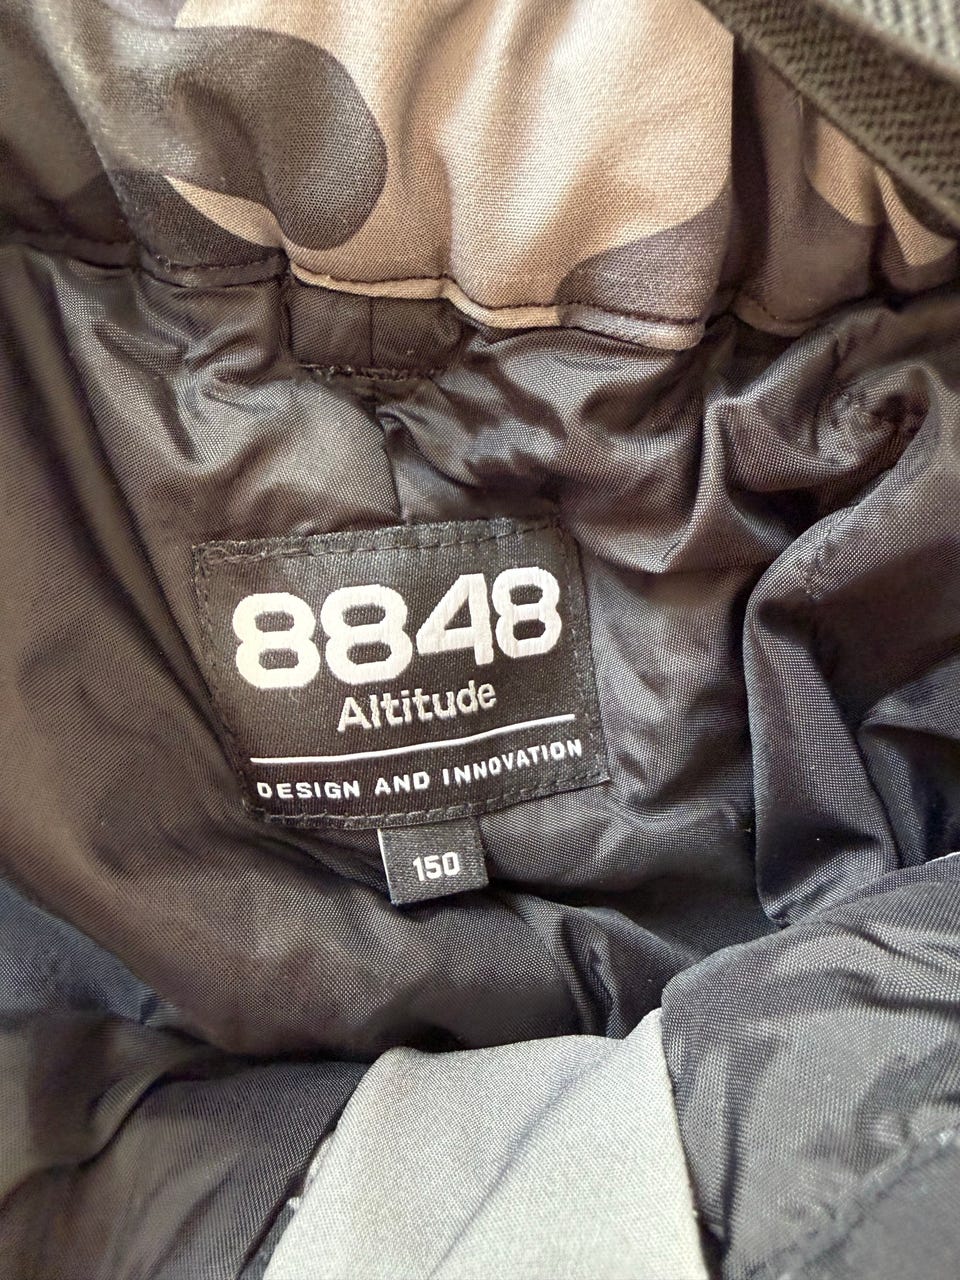 8848
Altitude
DESIGN AND INNOVATION
150